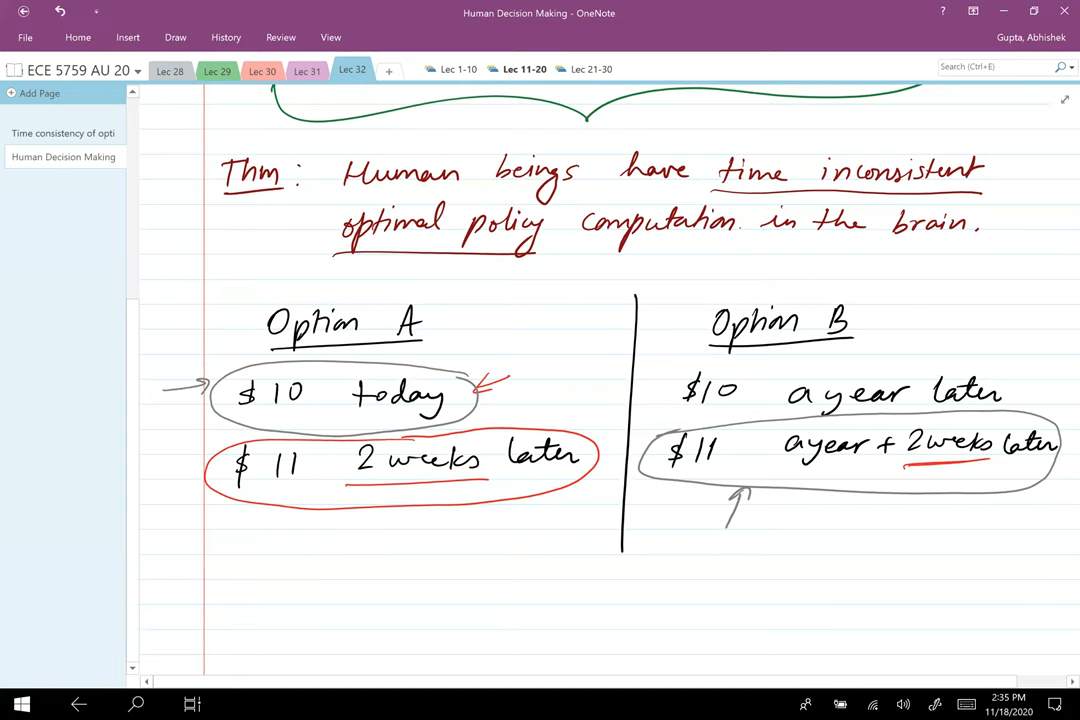 Human Decision Making - OneNote
?
File Home Insert Draw History Review View
Gupta, Abhishek
ECE 5759 AU 20 Lec 28 Lec 29 Lec 30 Lec 31 Lec 32 + Lec 1-10 Lec 11-20 Lec 21-30
Search (Ctrl+E)
+ Add Page
Time consistency of opti
Human Decision Making
Thm : Human beings have time inconsistent
optimal policy computation in the brain.
Option A
$ 10 today
$ 11 2 weeks later
Option B
$10 a year later
$11 a year + 2 weeks later
2:35 PM
11/18/2020